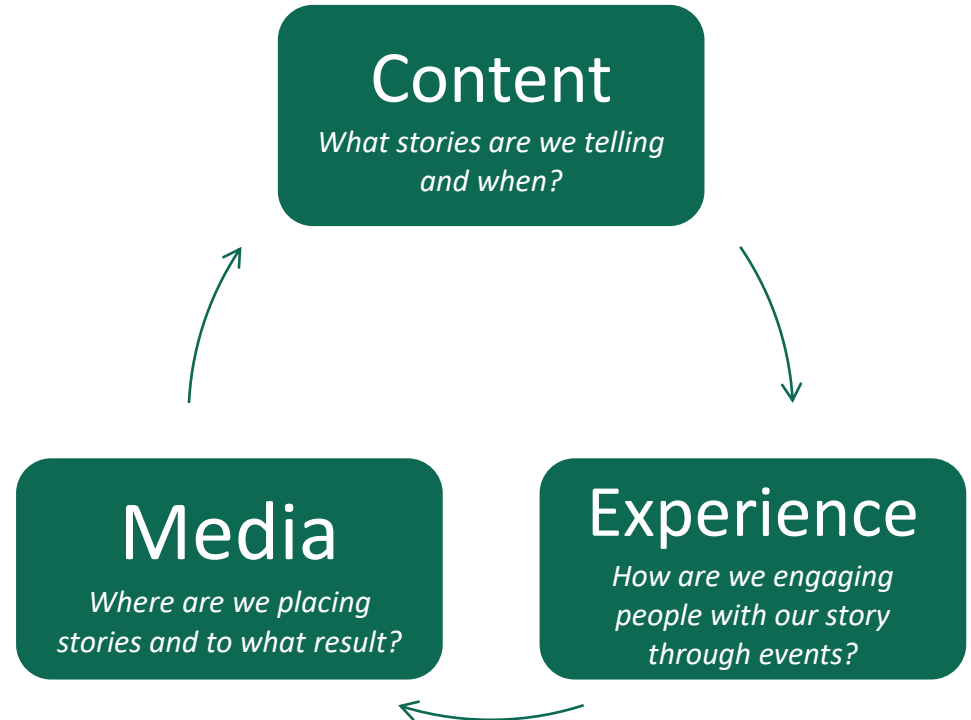 Content
What stories are we telling
and when?
Media
Where are we placing
stories and to what result?
Experience
How are we engaging
people with our story
through events?